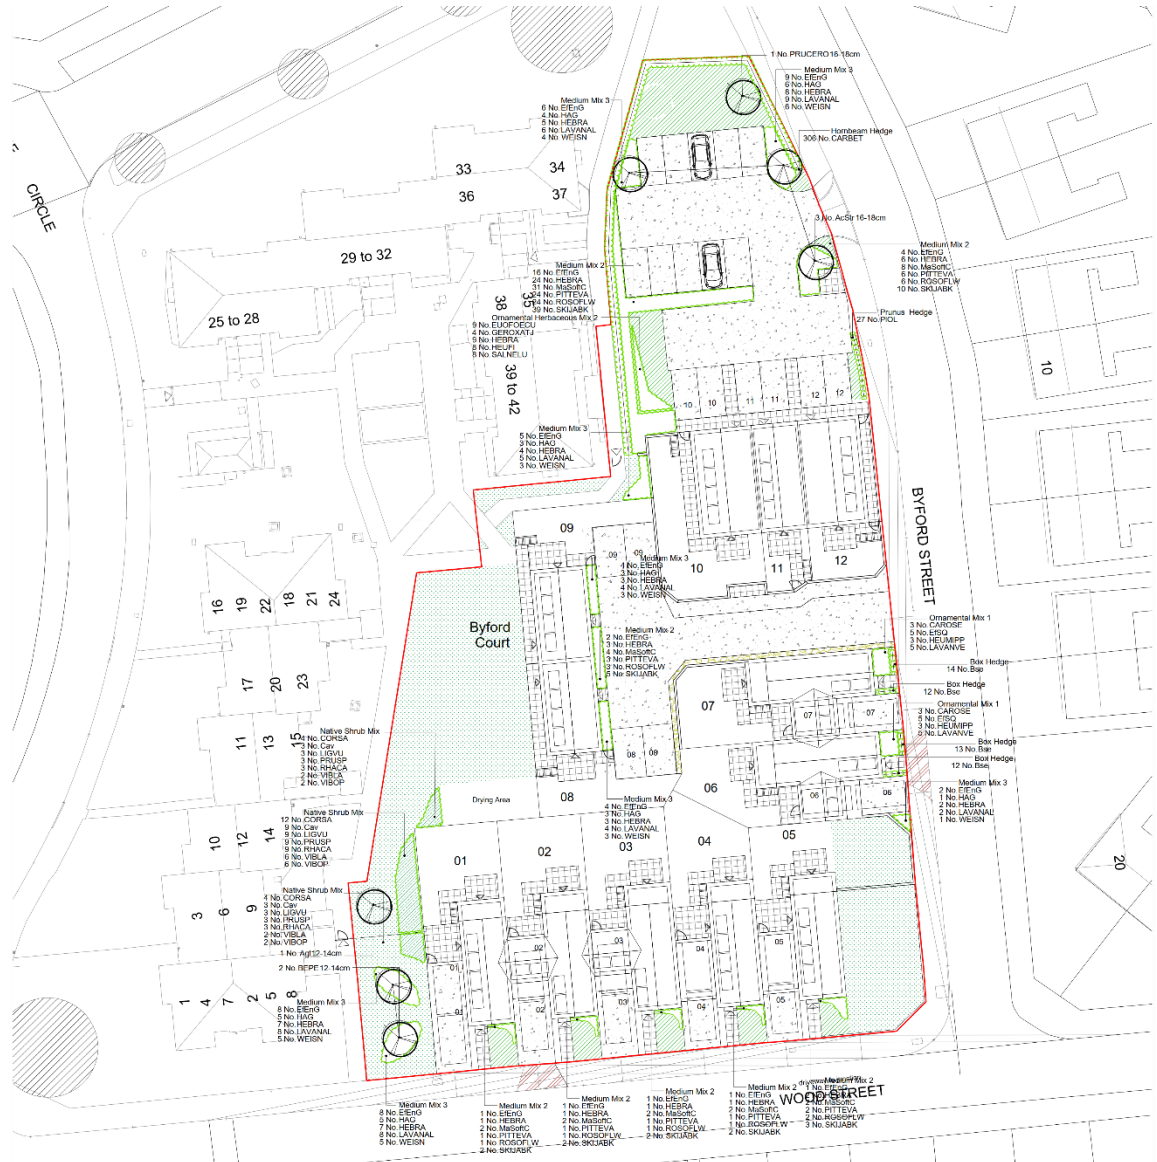 1 No.PRUCERO16-18cm
Medium Mix 3
9 No.EfEnG
6 No.HAG
8 No.HEBRA
9 No.LAVANAL
6 No.WEISN
Medium Mix 3
6 No.EfEnG
4 No.HAG
5 No.HEBRA
6 No.LAVANAL
4 No.WEISN
Hornbeam Hedge
306 No.CARBET
33
34
36
37
CIRCLE
3 No.AcStr16-18cm
29 to 32
Medium Mix 2
4 No.EfEnG
6 No.HEBRA
8 No.MaSoftC
6 No.PITTEVA
6 No.ROSOFLW
10 No.SKIJABK
Medium Mix 2
16 No.EfEnG
24 No.HEBRA
31 No.MaSoftC
24 No.PITTEVA
24 No.ROSOFLW
39 No.SKIJABK
38
35
25 to 28
Prunus Hedge
27 No.PIOL
Ornamental Herbaceous Mix 2
9 No.EUOFOECU
4 No.GEROXATJ
9 No.HEBRA
8 No.HEUFI
8 No.SALNELU
39 to 42
10
10
10
11
11
12
12
Medium Mix 3
5 No.EfEnG
3 No.HAG
4 No.HEBRA
5 No.LAVANAL
3 No.WEISN
BYFORD STREET
09
09
09
Medium Mix 3
4 No.EfEnG
3 No.HAG
3 No.HEBRA
4 No.LAVANAL
3 No.WEISN
10
11
12
16
19
22
18
21
24
Byford
Court
Medium Mix 2
2 No.EfEnG
3 No.HEBRA
4 No.MaSoftC
3 No.PITTEVA
3 No.ROSOFLW
5 No.SKIJABK
Ornamental Mix 1
3 No.CAROSE
5 No.EfSQ
3 No.HEUMIPP
5 No.LAVANVE
Box Hedge
14 No.Bse
Box Hedge
12 No.Bse
17
20
23
07
07
07
Ornamental Mix 1
3 No.CAROSE
5 No.EfSQ
3 No.HEUMIPP
5 No.LAVANVE
Box Hedge
13 No.Bse
Box Hedge
12 No.Bse
11
13
15
Native Shrub Mix
4 No.CORSA
3 No.Cav
3 No.LIGVU
3 No.PRUSP
3 No.RHACA
2 No.VIBLA
2 No.VIBOP
08
08
08
06
06
06
Medium Mix 3
2 No.EfEnG
1 No.HAG
2 No.HEBRA
2 No.LAVANAL
1 No.WEISN
Drying Area
Medium Mix 3
4 No.EfEnG
3 No.HAG
3 No.HEBRA
4 No.LAVANAL
3 No.WEISN
Native Shrub Mix
12 No.CORSA
9 No.Cav
9 No.LIGVU
9 No.PRUSP
9 No.RHACA
6 No.VIBLA
6 No.VIBOP
10
12
14
01
02
03
04
05
20
Native Shrub Mix
4 No.CORSA
3 No.Cav
3 No.LIGVU
3 No.PRUSP
3 No.RHACA
2 No.VIBLA
2 No.VIBOP
3
6
9
1 No.Agl12-14cm
2 No.BEPE12-14cm
01
02
03
04
05
1
4
7
2
5
8
Medium Mix 3
8 No.EfEnG
5 No.HAG
7 No.HEBRA
8 No.LAVANAL
5 No.WEISN
01
02
03
04
05
Medium Mix 3
8 No.EfEnG
5 No.HAG
7 No.HEBRA
8 No.LAVANAL
5 No.WEISN
Medium Mix 2
1 No.EfEnG
1 No.HEBRA
2 No.MaSoftC
1 No.PITTEVA
1 No.ROSOFLW
2 No.SKIJABK
Medium Mix 2
1 No.EfEnG
1 No.HEBRA
2 No.MaSoftC
1 No.PITTEVA
1 No.ROSOFLW
2 No.SKIJABK
Medium Mix 2
1 No.EfEnG
1 No.HEBRA
2 No.MaSoftC
1 No.PITTEVA
1 No.ROSOFLW
2 No.SKIJABK
Medium Mix 2
1 No.EfEnG
1 No.HEBRA
2 No.MaSoftC
1 No.PITTEVA
1 No.ROSOFLW
2 No.SKIJABK
Medium Mix 2
1 No.EfEnG
2 No.MaSoftC
2 No.PITTEVA
2 No.ROSOFLW
3 No.SKIJABK
WOOD STREET